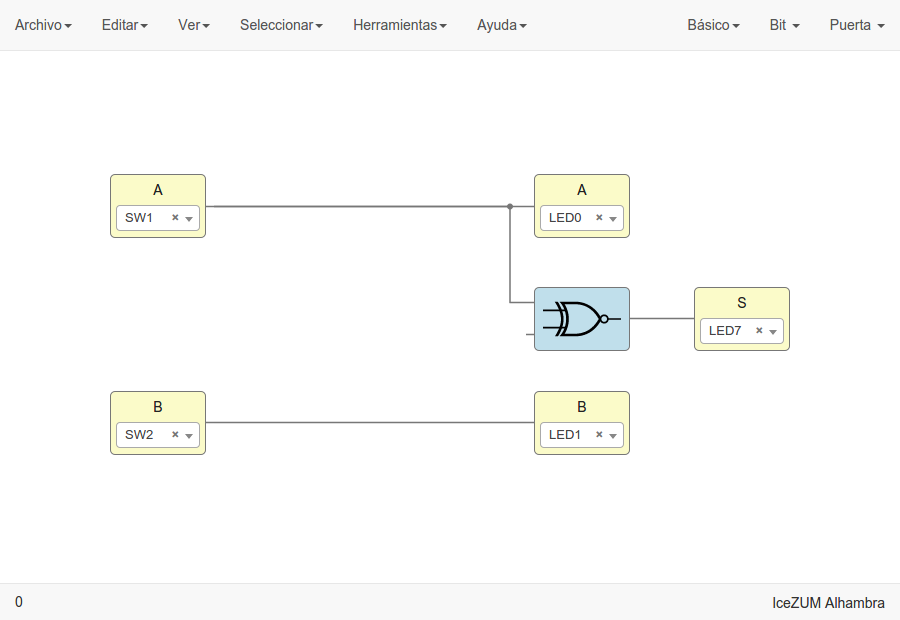 Archivo Editar Ver Seleccionar Herramientas Ayuda Básico Bit Puerta
A
SW1 ×
A
LED0 ×
S
LED7 ×
B
SW2 ×
B
LED1 ×
0
IceZUM Alhambra